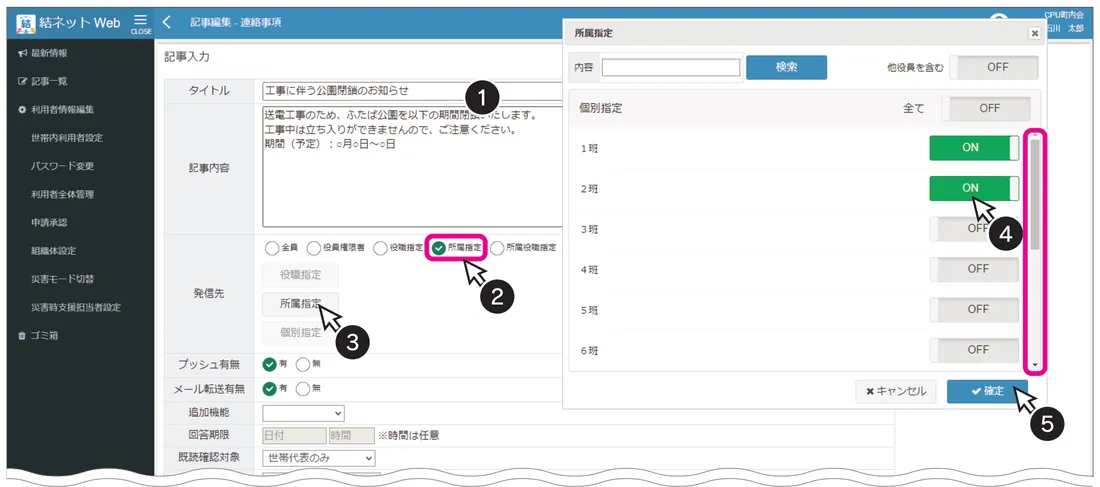 結 結ネット Web
CLOSE
記事編集 - 連絡事項
CPU町内会
石川 太郎
最新情報
記事一覧
利用者情報編集
世帯内利用者設定
パスワード変更
利用者全体管理
申請承認
組織体設定
災害モード切替
災害時支援担当者設定
ゴミ箱
記事入力
タイトル
工事に伴う公園閉鎖のお知らせ
1
記事内容
送電工事のため、ふたば公園を以下の期間閉鎖いたします。
工事中は立ち入りができませんので、ご注意ください。
期間（予定）：○月○日～○日
発信先
全員 役員権限者 役職指定 所属指定 所属役職指定
2
役職指定
所属指定
3
個別指定
プッシュ有無
有 無
メール転送有無
有 無
追加機能
回答期限
日付 時間 ※時間は任意
既読確認対象
世帯代表のみ
所属指定
内容 検索 他役員を含む OFF
個別指定 全て OFF
1班 ON
2班 ON
4
3班 OFF
4班 OFF
5班 OFF
6班 OFF
キャンセル 確定
5